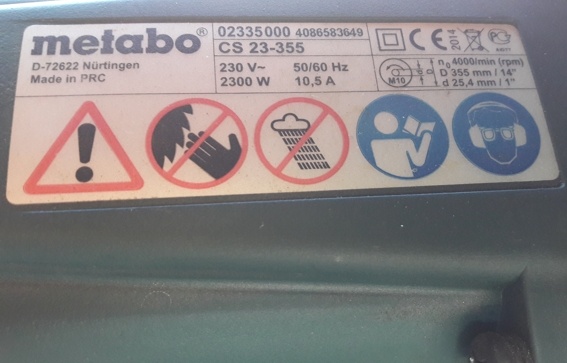 metabo®
D-72622 Nürtingen
Made in PRC
02335000 4086583649
CS 23-355
230 V~ 50/60 Hz
2300 W 10,5 A
CE 2014
M10
n₀ 4000/min (rpm)
D 355 mm / 14"
d 25,4 mm / 1"